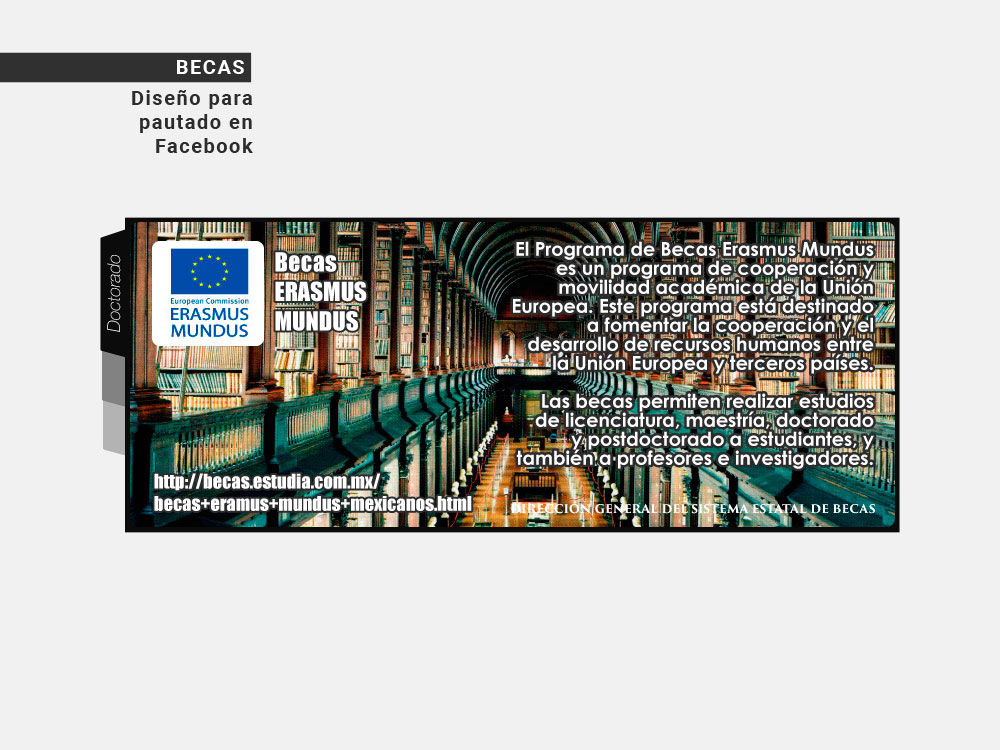 BECAS
Diseño para
pautado en
Facebook
Doctorado
European Commission
ERASMUS
MUNDUS
Becas
ERASMUS
MUNDUS
El Programa de Becas Erasmus Mundus
es un programa de cooperación y
movilidad académica de la Unión
Europea. Este programa está destinado
a fomentar la cooperación y el
desarrollo de recursos humanos entre
la Unión Europea y terceros países.
Las becas permiten realizar estudios
de licenciatura, maestría, doctorado
y postdoctorado a estudiantes, y
también a profesores e investigadores.
http://becas.estudia.com.mx/
becas+eramus+mundus+mexicanos.html
DIRECCIÓN GENERAL DEL SISTEMA ESTATAL DE BECAS